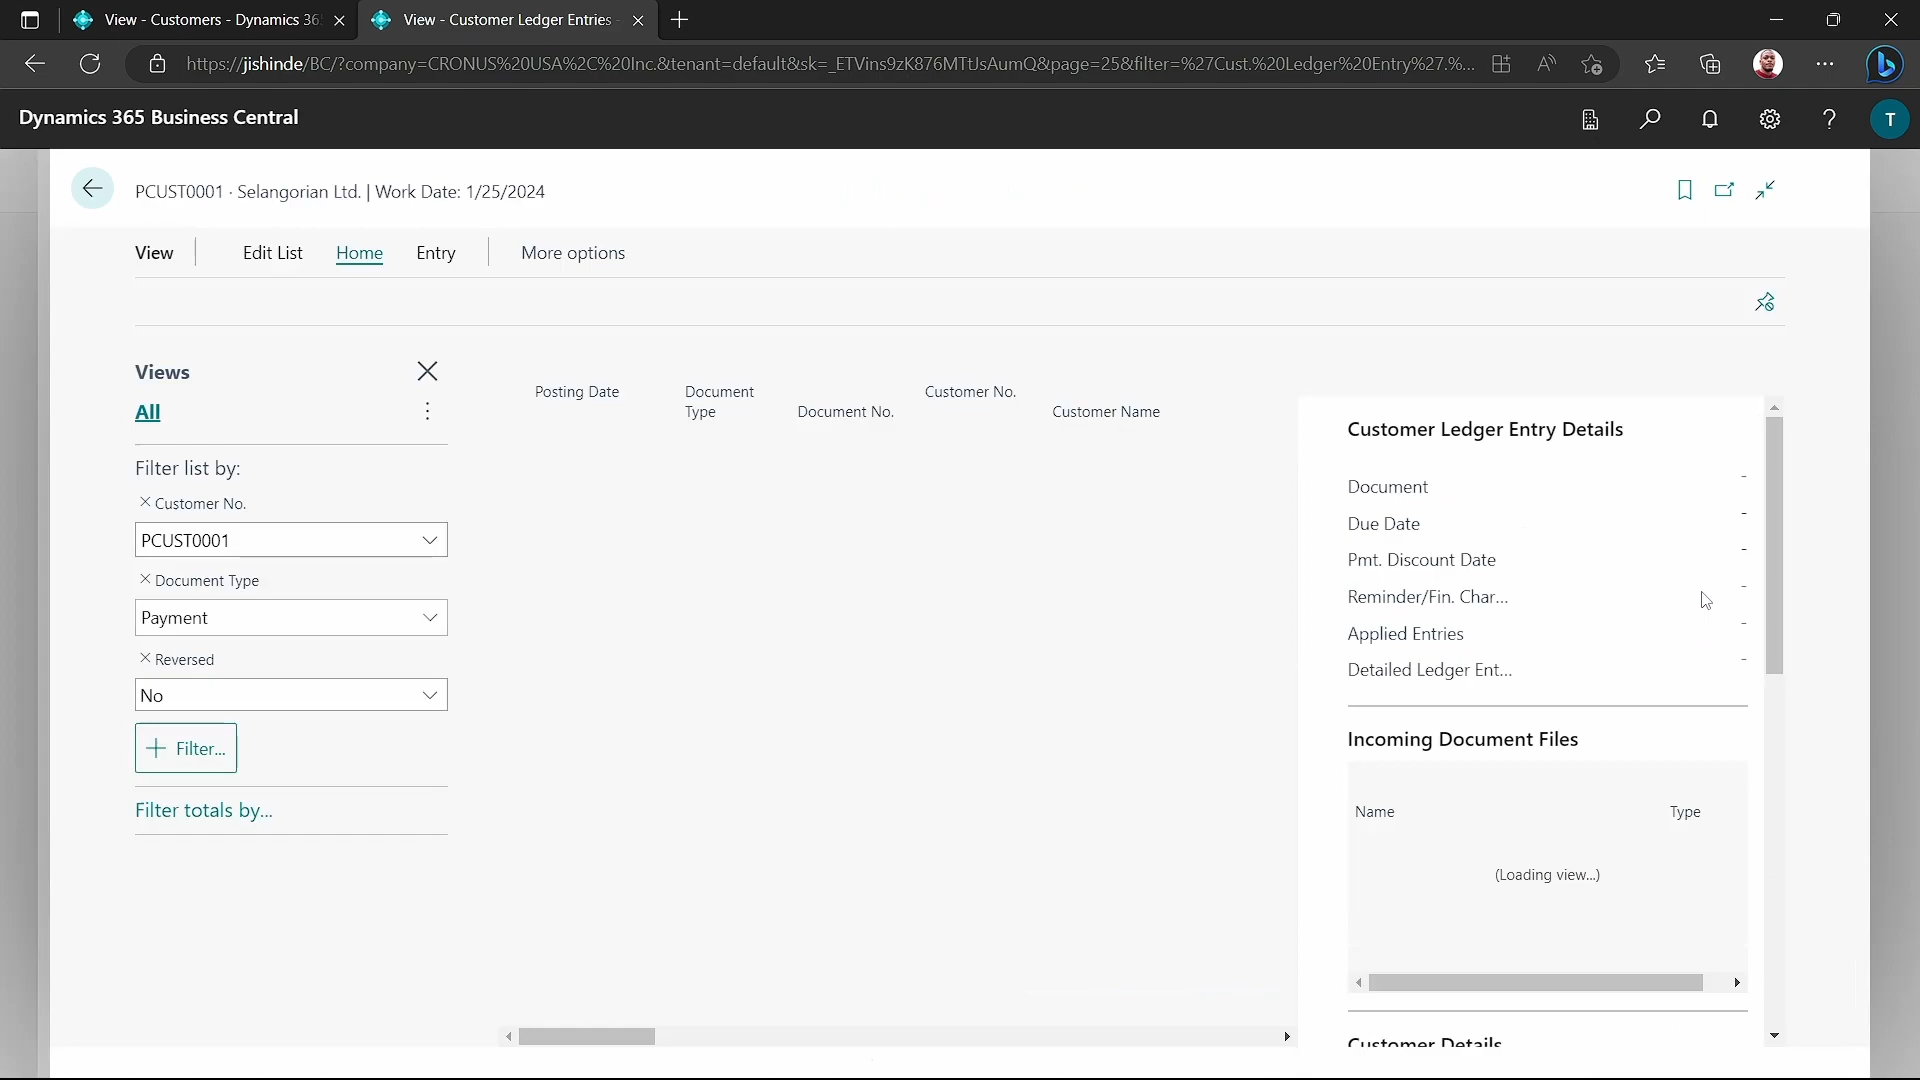 View - Customers - Dynamics 36
View - Customer Ledger Entries -
https://jishinde/BC/?company=CRONUS%20USA%2C%20Inc.&tenant=default&sk=_ETVins9zK876MTtJsAumQ&page=25&filter=%27Cust.%20Ledger%20Entry%27.%...
Dynamics 365 Business Central
T
PCUST0001 · Selangorian Ltd. | Work Date: 1/25/2024
View
Edit List
Home
Entry
More options
Views
All
Filter list by:
Customer No.
PCUST0001
Document Type
Payment
Reversed
No
Filter...
Filter totals by...
Posting Date
Document
Type
Document No.
Customer No.
Customer Name
Customer Ledger Entry Details
Document
Due Date
Pmt. Discount Date
Reminder/Fin. Char...
Applied Entries
Detailed Ledger Ent...
Incoming Document Files
Name
Type
(Loading view...)
Customer Details